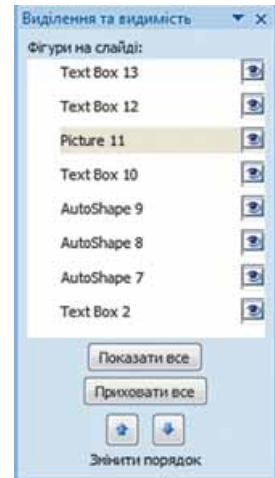 Виділення та видимість
Фігури на слайді:
Text Box 13
Text Box 12
Picture 11
Text Box 10
AutoShape 9
AutoShape 8
AutoShape 7
Text Box 2
Показати все
Приховати все
Змінити порядок